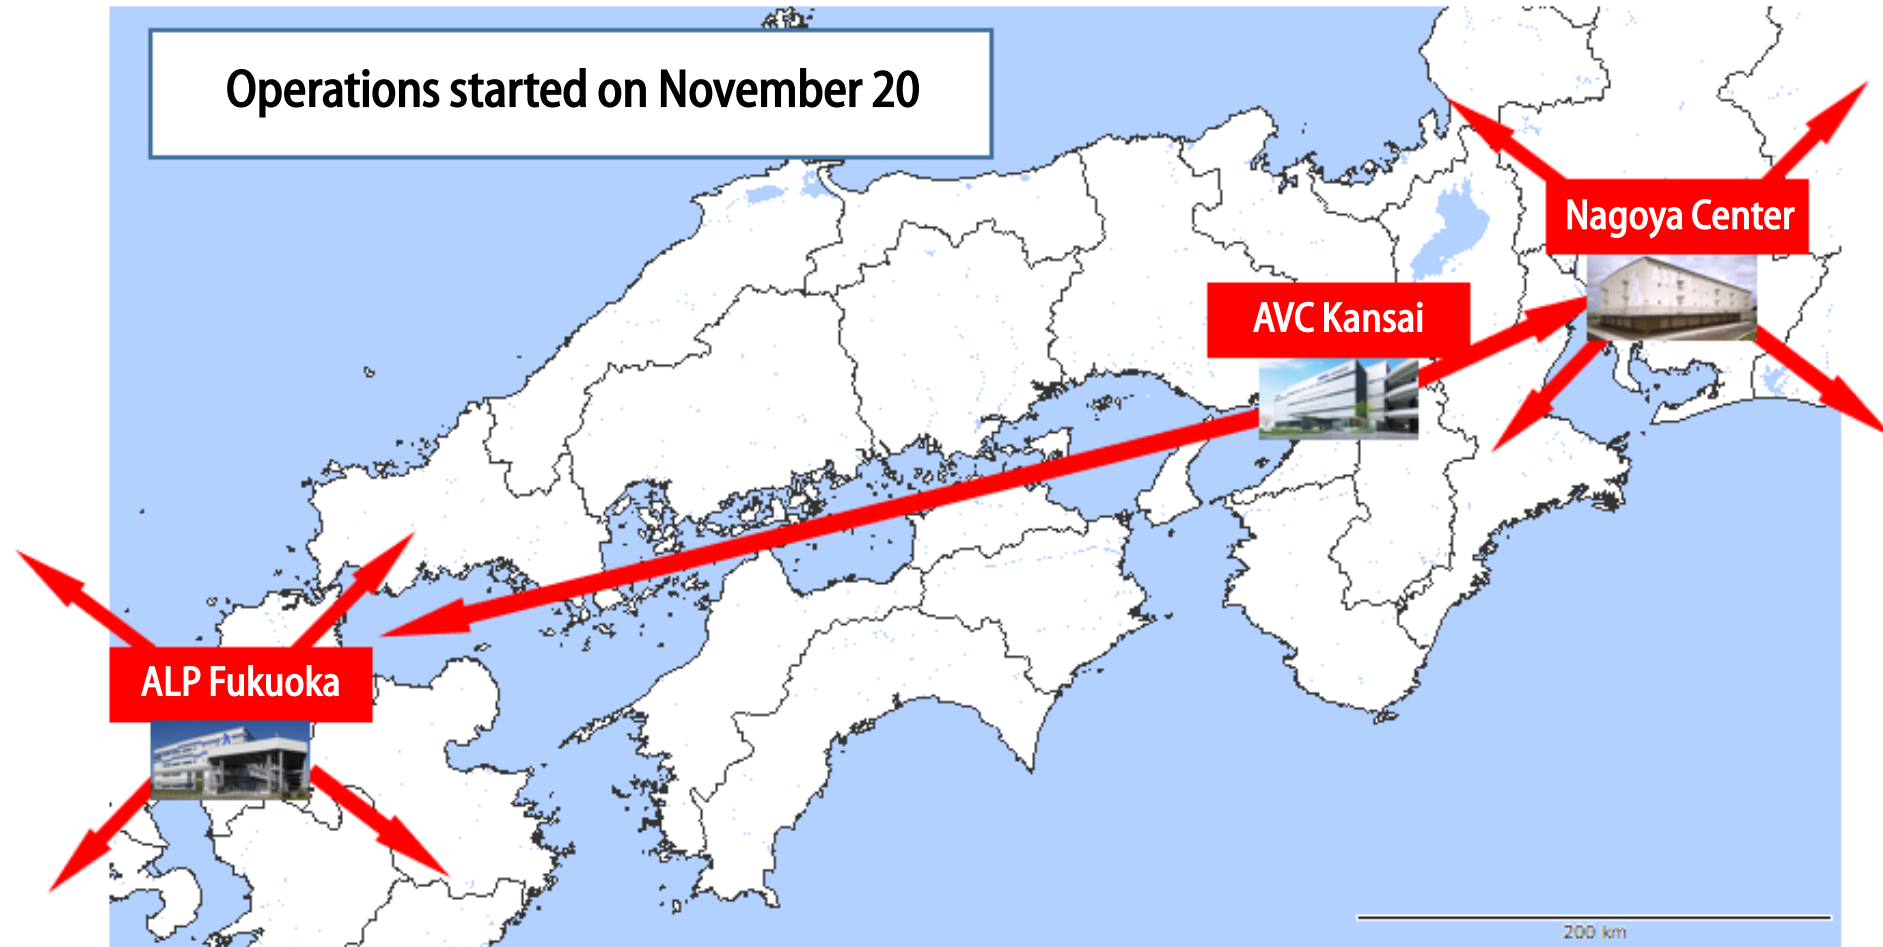 Operations started on November 20
Nagoya Center
AVC Kansai
ALP Fukuoka
200 km